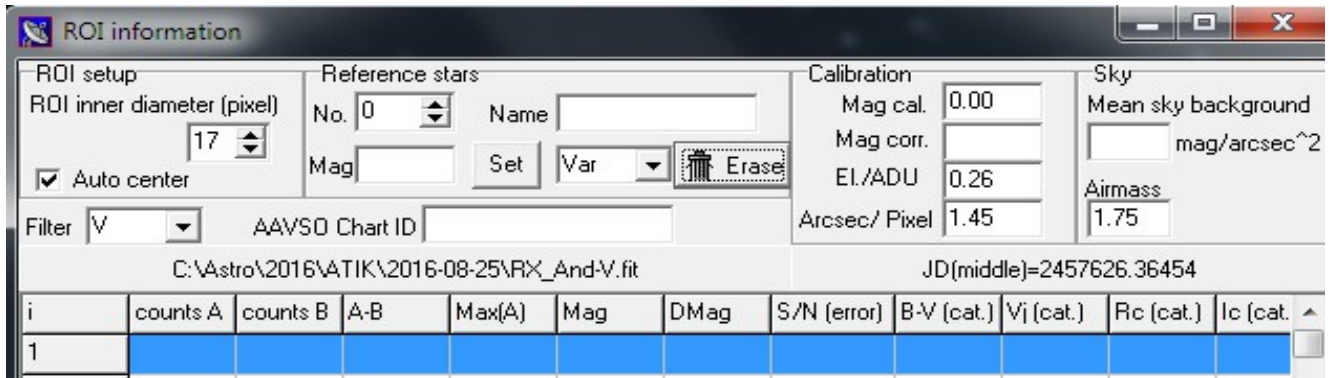 ROI information
ROI setup
ROI inner diameter (pixel)
17
Auto center
Reference stars
No. 0
Name
Mag
Set
Var
Erase
Calibration
Mag cal. 0.00
Mag corr.
El./ADU 0.26
Arcsec/ Pixel 1.45
Sky
Mean sky background
mag/arcsec^2
Airmass
1.75
Filter V
AAVSO Chart ID
C:\Astro\2016\ATIK\2016-08-25\RX_And-V.fit
JD(middle)=2457626.36454
i counts A counts B A-B Max(A) Mag DMag S/N (error) B-V (cat.) Vj (cat.) Rc (cat.) Ic (cat.
1